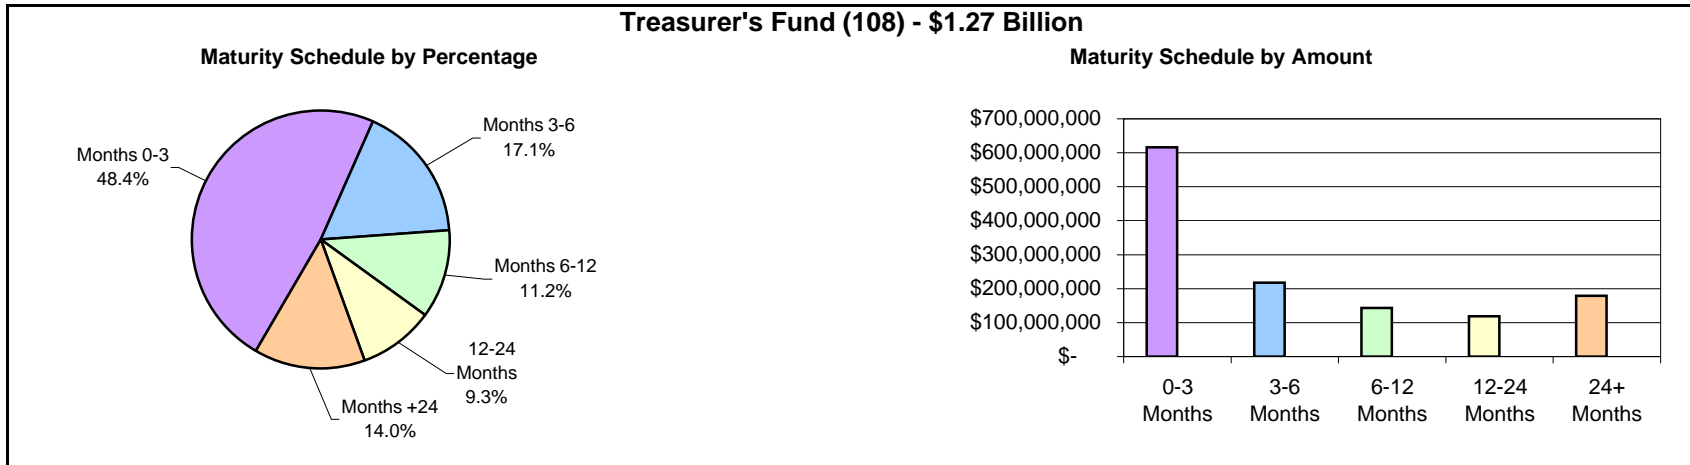 Treasurer's Fund (108) - $1.27 Billion
Maturity Schedule by Percentage
Months 0-3
48.4%
Months 3-6
17.1%
Months 6-12
11.2%
12-24
Months
9.3%
Months +24
14.0%
Maturity Schedule by Amount
$700,000,000
$600,000,000
$500,000,000
$400,000,000
$300,000,000
$200,000,000
$100,000,000
$-
0-3
Months
3-6
Months
6-12
Months
12-24
Months
24+
Months